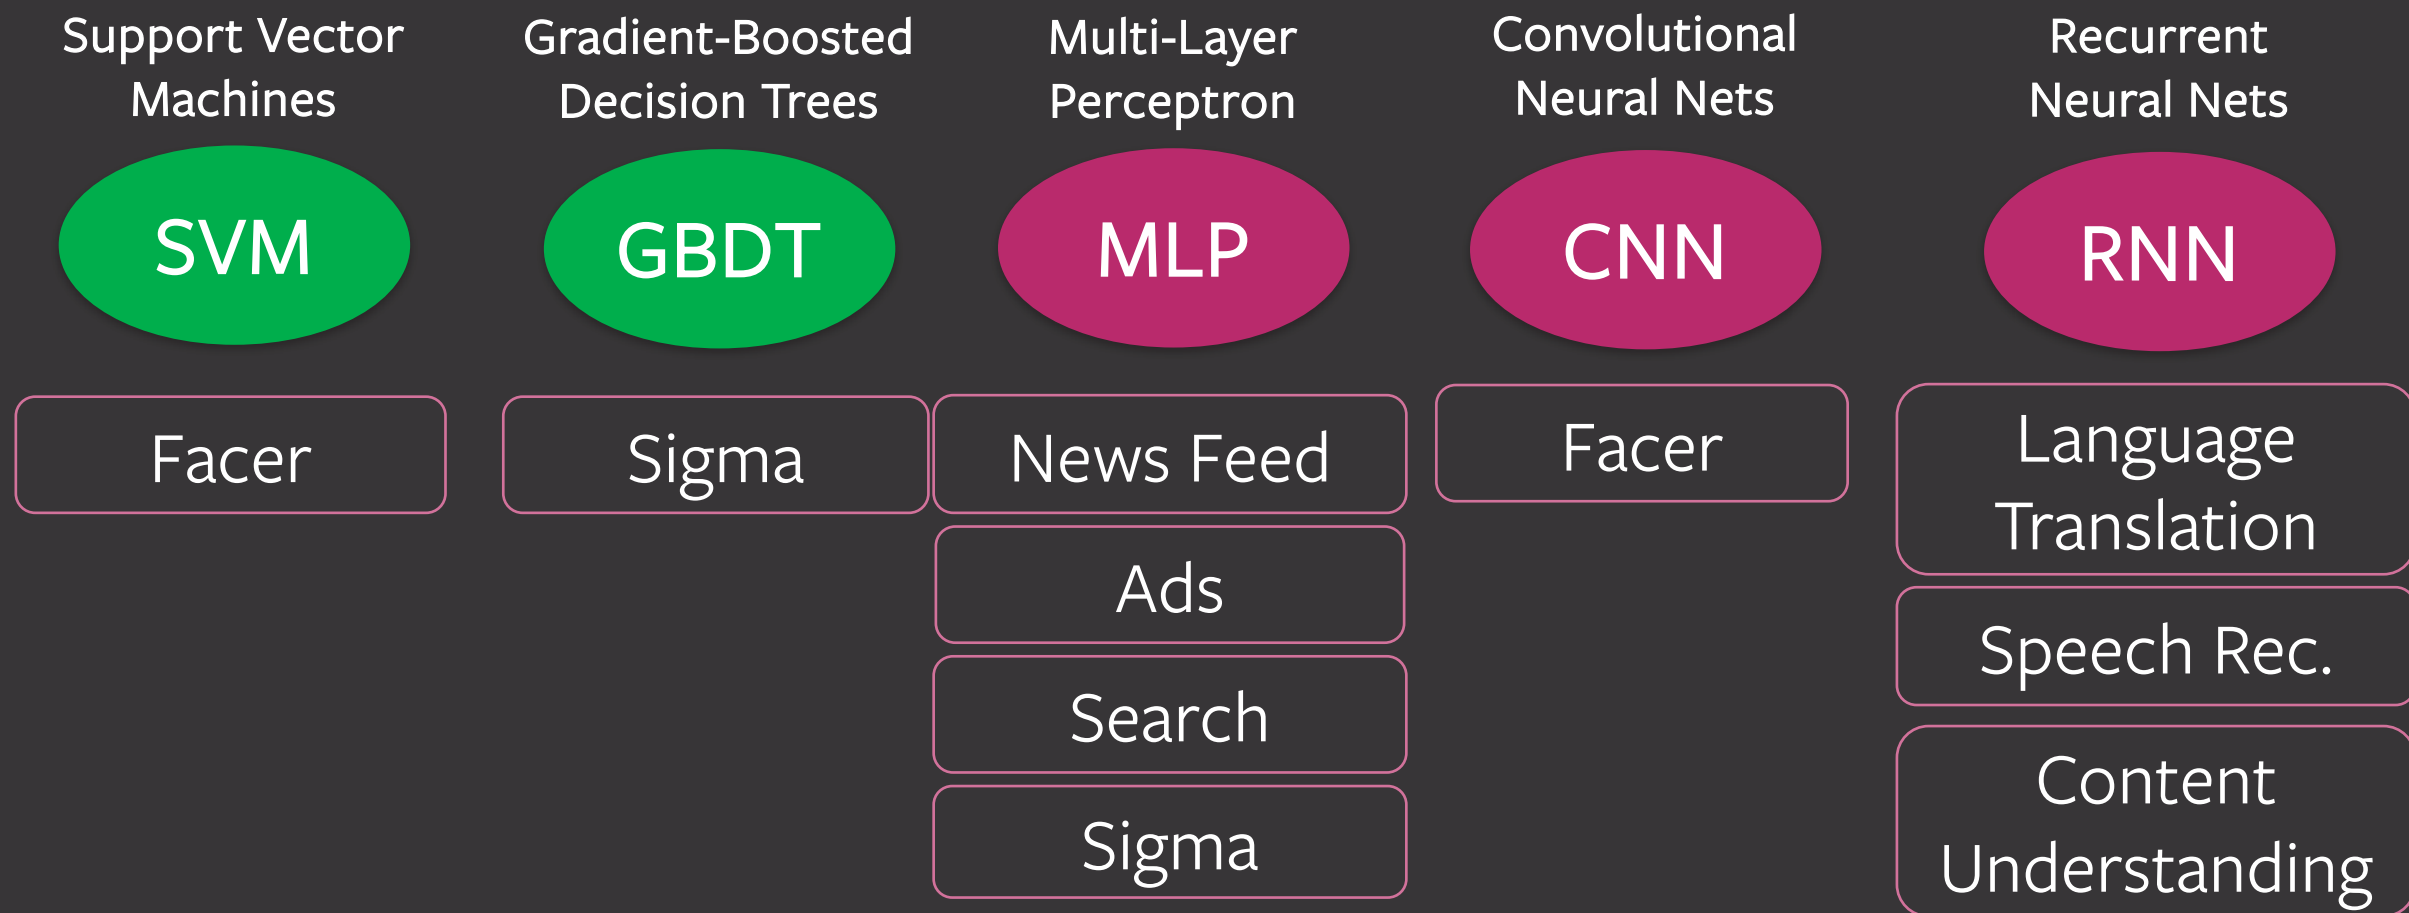 Support Vector
Machines
SVM
Facer
Gradient-Boosted
Decision Trees
GBDT
Sigma
Multi-Layer
Perceptron
MLP
News Feed
Ads
Search
Sigma
Convolutional
Neural Nets
CNN
Facer
Recurrent
Neural Nets
RNN
Language
Translation
Speech Rec.
Content
Understanding